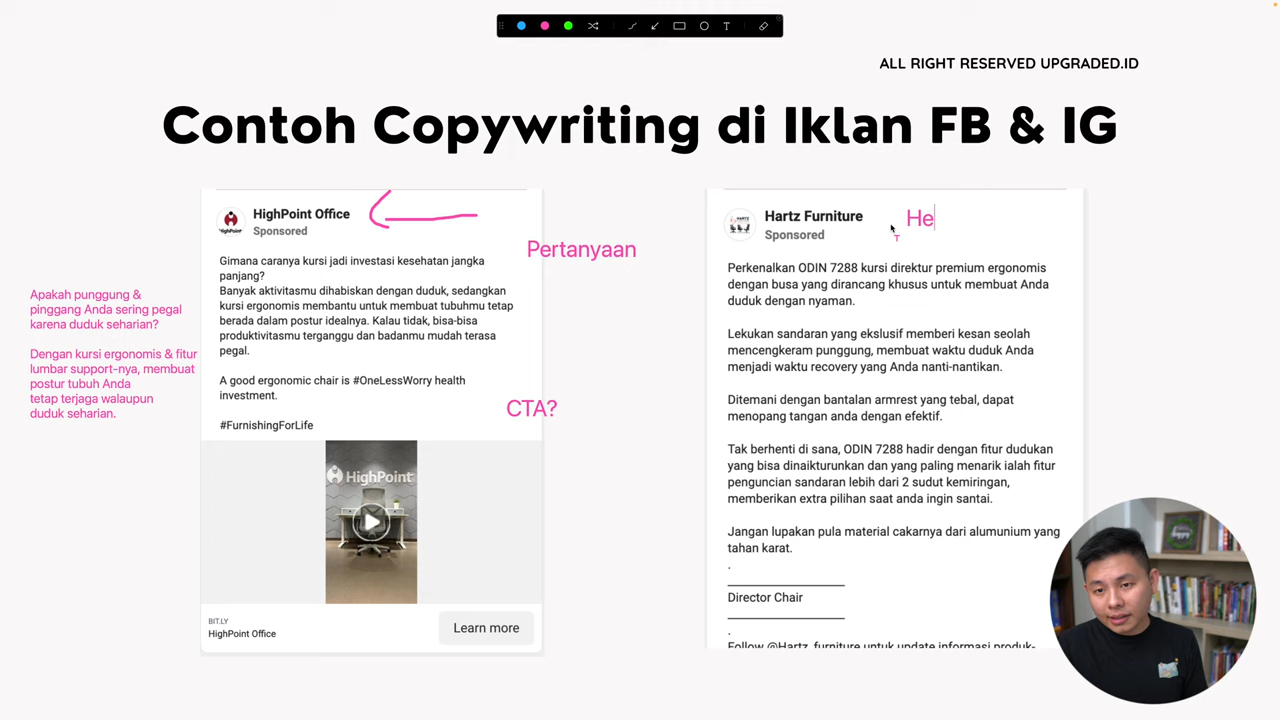 ALL RIGHT RESERVED UPGRADED.ID
Contoh Copywriting di Iklan FB & IG
HighPoint Office
Sponsored
Gimana caranya kursi jadi investasi kesehatan jangka
panjang?
Banyak aktivitasmu dihabiskan dengan duduk, sedangkan
kursi ergonomis membantu untuk membuat tubuhmu tetap
berada dalam postur idealnya. Kalau tidak, bisa-bisa
produktivitasmu terganggu dan badanmu mudah terasa
pegal.
A good ergonomic chair is #OneLessWorry health
investment.
#FurnishingForLife
HighPoint
BIT.LY
HighPoint Office
Learn more
Apakah punggung &
pinggang Anda sering pegal
karena duduk seharian?
Dengan kursi ergonomis & fitur
lumbar support-nya, membuat
postur tubuh Anda
tetap terjaga walaupun
duduk seharian.
Pertanyaan
CTA?
Hartz Furniture
Sponsored
He
Perkenalkan ODIN 7288 kursi direktur premium ergonomis
dengan busa yang dirancang khusus untuk membuat Anda
duduk dengan nyaman.
Lekukan sandaran yang ekslusif memberi kesan seolah
mencengkeram punggung, membuat waktu duduk Anda
menjadi waktu recovery yang Anda nanti-nantikan.
Ditemani dengan bantalan armrest yang tebal, dapat
menopang tangan anda dengan efektif.
Tak berhenti di sana, ODIN 7288 hadir dengan fitur dudukan
yang bisa dinaikturunkan dan yang paling menarik ialah fitur
penguncian sandaran lebih dari 2 sudut kemiringan,
memberikan extra pilihan saat anda ingin santai.
Jangan lupakan pula material cakarnya dari alumunium yang
tahan karat.
.
Director Chair
.
Follow @Hartz_furniture untuk update informasi produk-